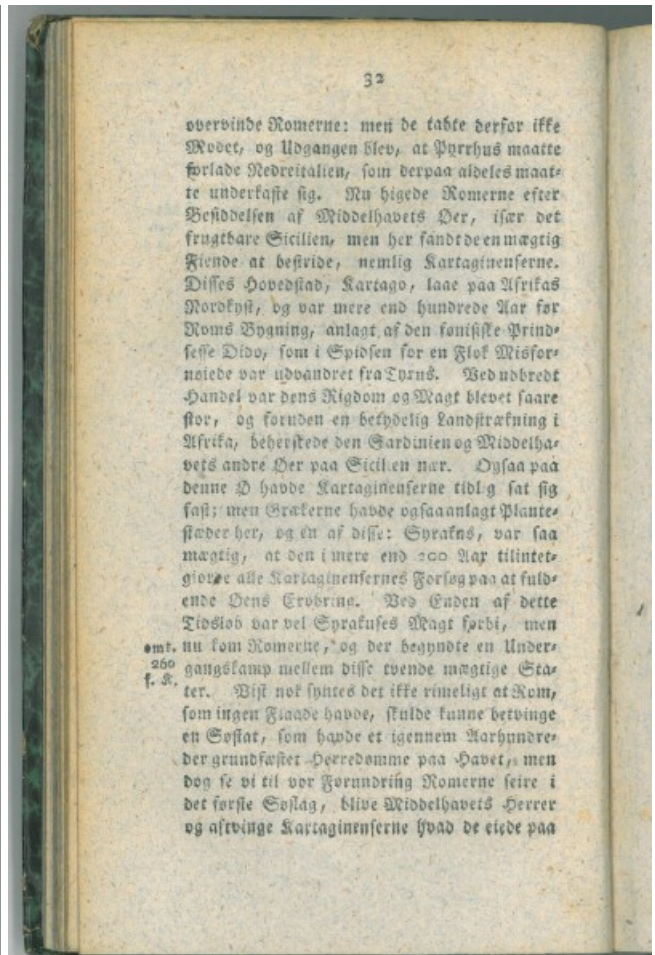 32
overvinde Romerne: men de tabte derfor ikke
Modet, og Udgangen blev, at Pyrrhus maatte
forlade Nedreitalien, som derpaa aldeles maat-
te underkaste sig. Nu higede Romerne efter
Besiddelsen af Middelhavets Øer, især det
frugtbare Sicilien, men her fandt de en mægtig
Fiende at bestride, nemlig Kartaginenserne.
Disses Hovedstad, Kartago, laae paa Afrikas
Nordkyst, og var mere end hundrede Aar før
Roms Bygning, anlagt af den fønisiske Prind-
sesse Dido, som i Spidsen for en Flok Misfor-
nøiede var udvandret fra Tyrus. Ved udbredt
Handel var dens Rigdom og Magt blevet saare
stor, og foruden en betydelig Landstrækning i
Afrika, beherskede den Sardinien og Middelha-
vets andre Øer paa Sicilien nær. Ogsaa paa
denne Ø havde Kartaginenserne tidlig sat sig
fast; men Grækerne havde ogsaa anlagt Plante-
stæder her, og en af disse: Syrakus, var saa
mægtig, at den i mere end 200 Aar tilintet-
giorde alle Kartaginensernes Forsøg paa at fuld-
ende Øens Erobring. Ved Enden af dette
Tidsløb var vel Syrakuses Magt forbi, men
omt. nu kom Romerne, og der begyndte en Under-
260 gangskamp mellem disse tvende mægtige Sta-
f. K. ter. Vist nok syntes det ikke rimeligt at Rom,
som ingen Flaade havde, skulde kunne betvinge
en Søstat, som havde et igennem Aarhundre-
der grundfæstet Herredomme paa Havet, men
dog se vi til vor Forundring Romerne seire i
det første Søslag, blive Middelhavets Herrer
og aftvinge Kartaginenserne hvad de eiede paa